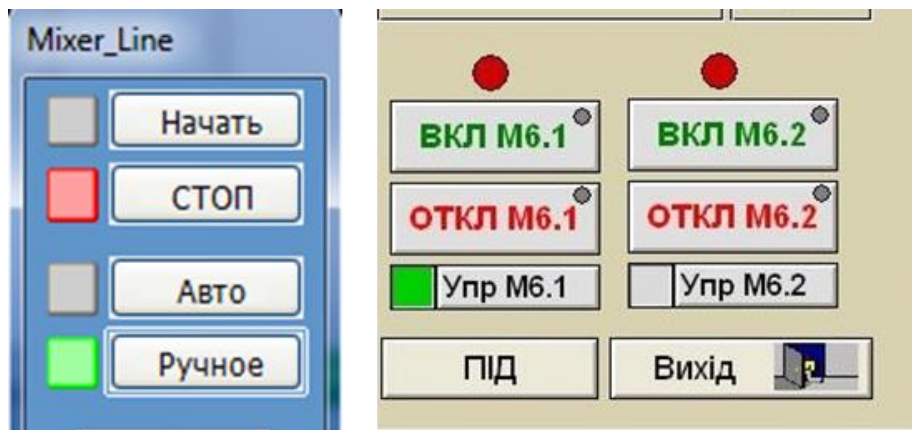 Mixer_Line
Начать
СТОП
Авто
Ручное
ВКЛ М6.1
ВКЛ М6.2
ОТКЛ М6.1
ОТКЛ М6.2
Упр М6.1
Упр М6.2
ПІД
Вихід